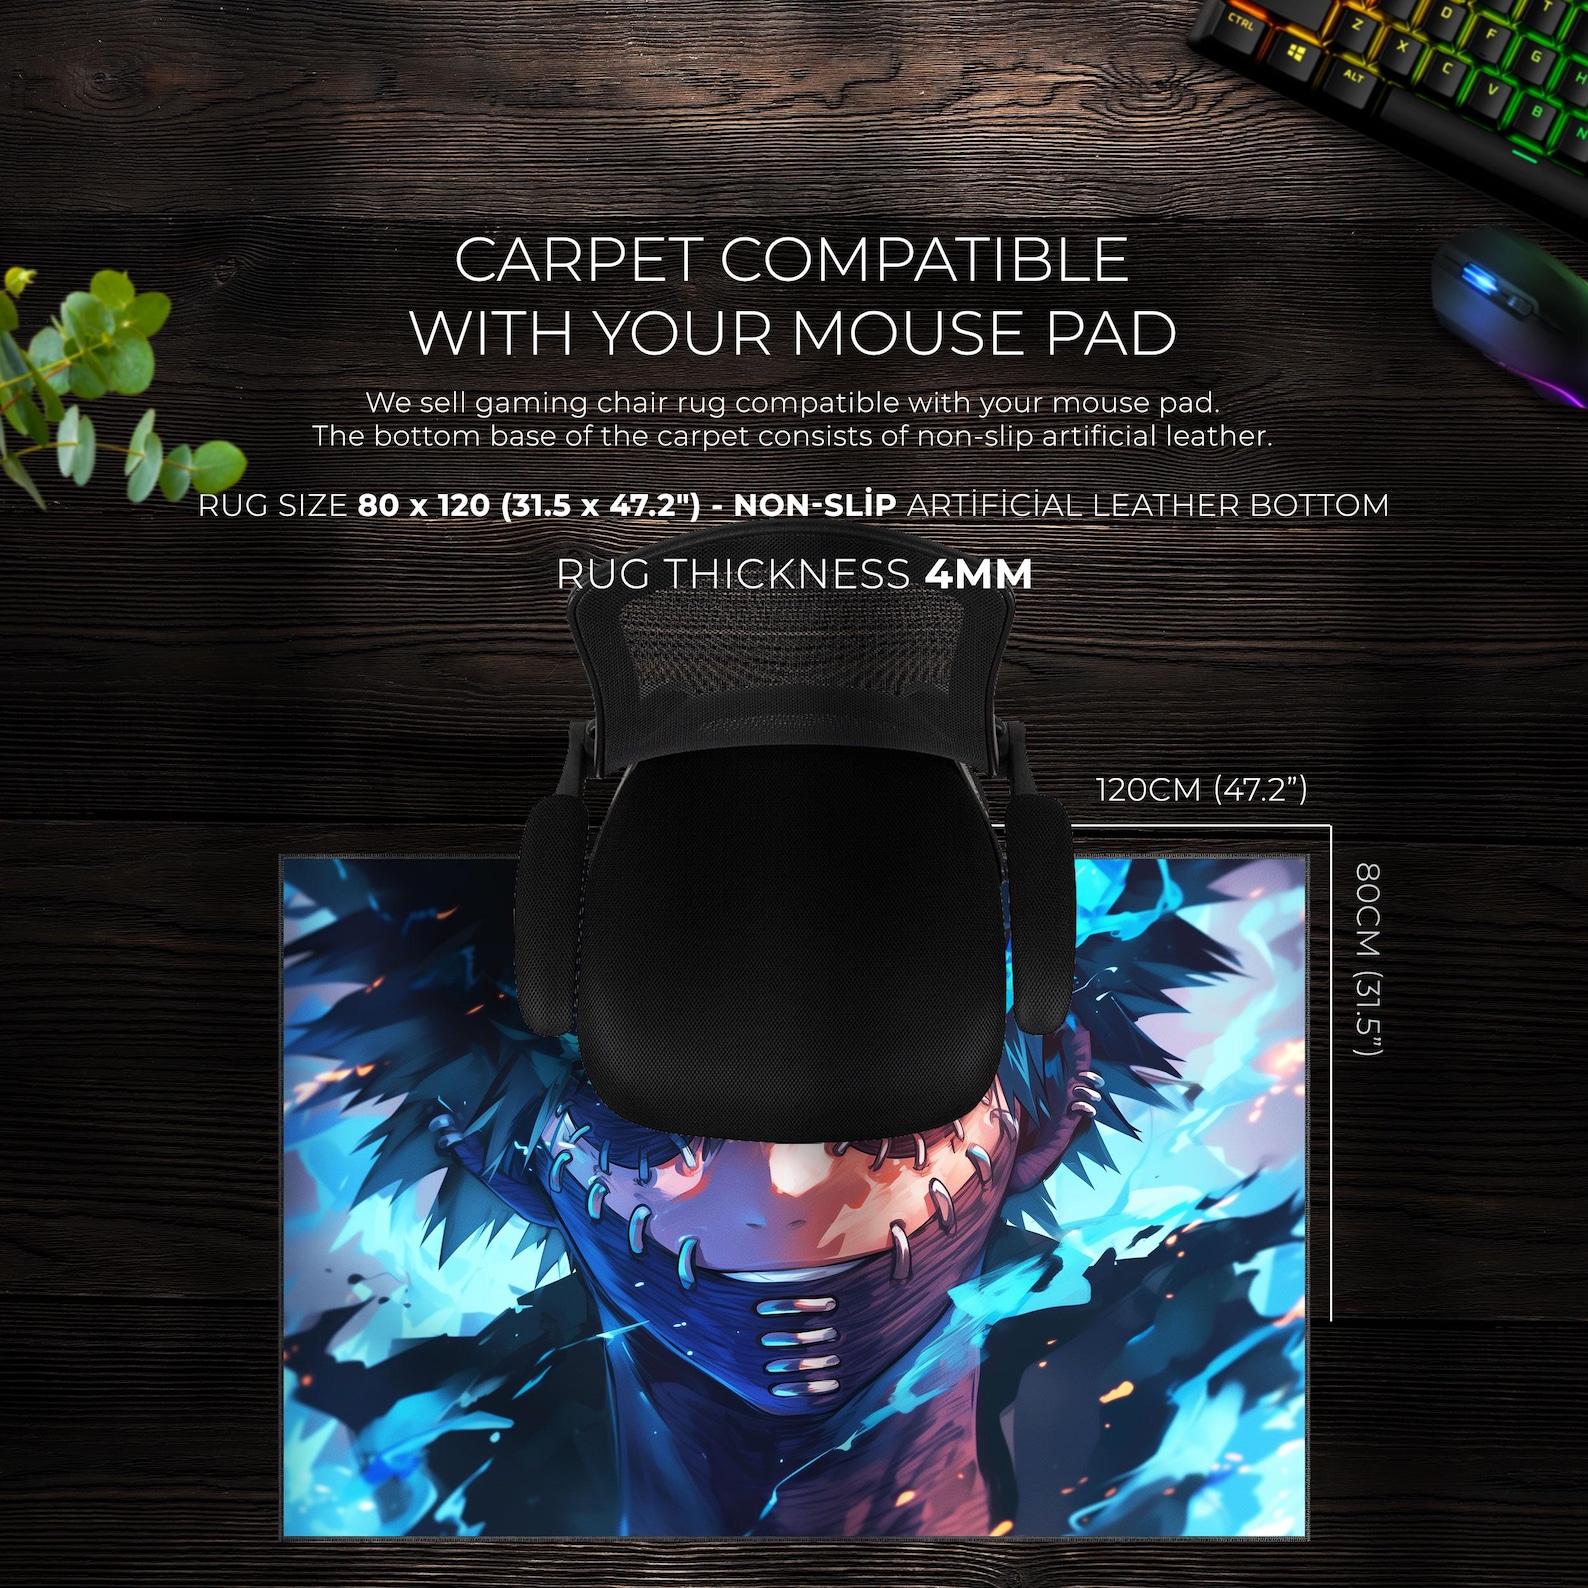 CTRL
ALT
Z
X
C
V
B
N
D
F
G
H
T
CARPET COMPATIBLE
WITH YOUR MOUSE PAD
We sell gaming chair rug compatible with your mouse pad.
The bottom base of the carpet consists of non-slip artificial leather.
RUG SIZE 80 x 120 (31.5 x 47.2") - NON-SLİP ARTİFİCİAL LEATHER BOTTOM
RUG THICKNESS 4MM
120CM (47.2”)
80CM (31.5”)